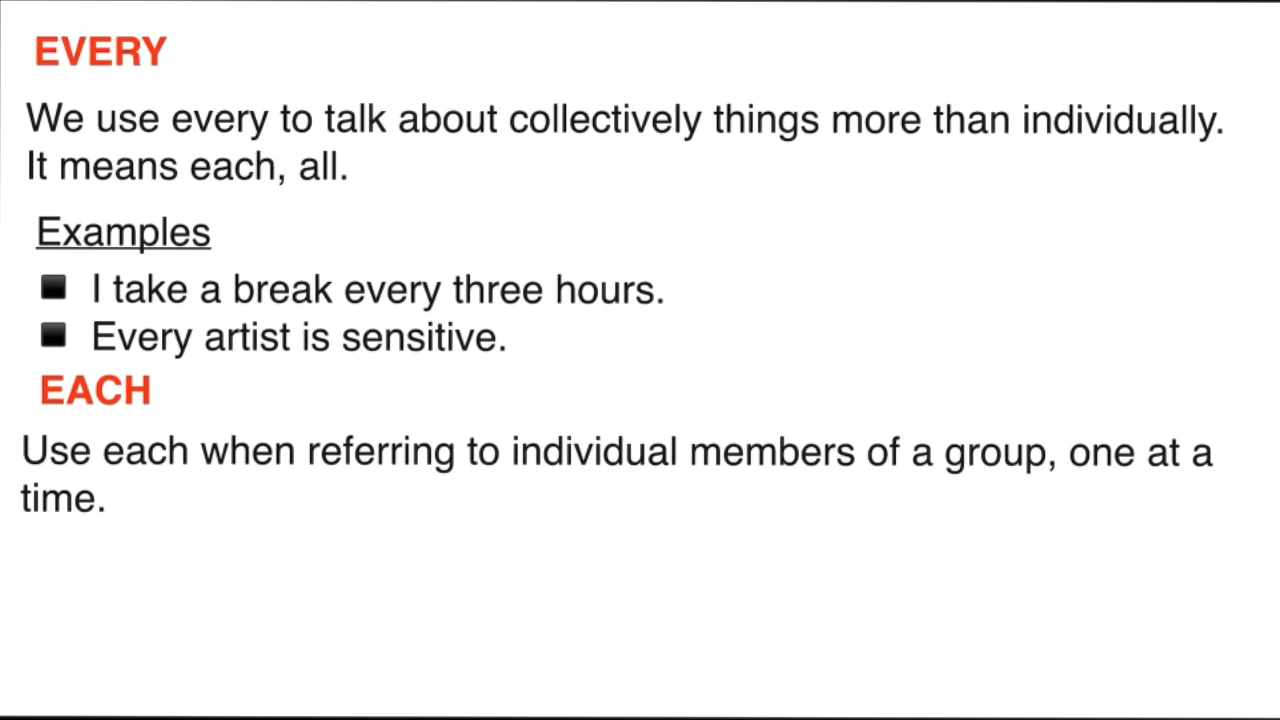 EVERY
We use every to talk about collectively things more than individually.
It means each, all.
Examples
I take a break every three hours.
Every artist is sensitive.
EACH
Use each when referring to individual members of a group, one at a
time.